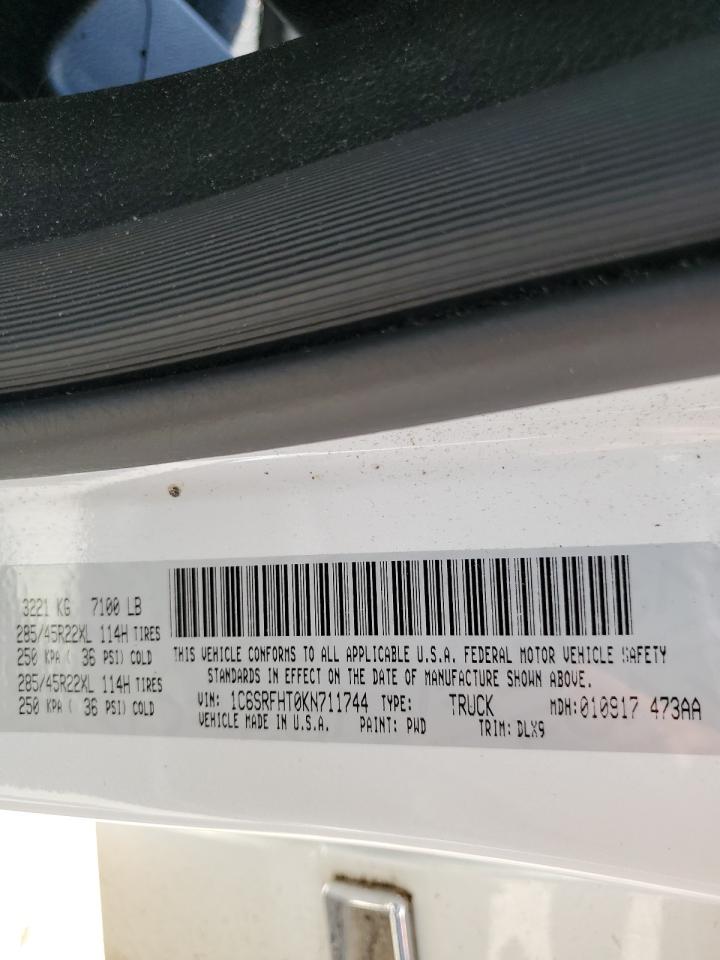 3221 KG 7100 LB
285/45R22XL 114H TIRES
250 KPA ( 36 PSI) COLD
285/45R22XL 114H TIRES
250 KPA ( 36 PSI) COLD
THIS VEHICLE CONFORMS TO ALL APPLICABLE U.S.A. FEDERAL MOTOR VEHICLE SAFETY
STANDARDS IN EFFECT ON THE DATE OF MANUFACTURE SHOWN ABOVE.
VIN: 1C6SRFHT0KN711744 TYPE: TRUCK MDH:010917 473AA
VEHICLE MADE IN U.S.A. PAINT: PWD TRIM: DLX9